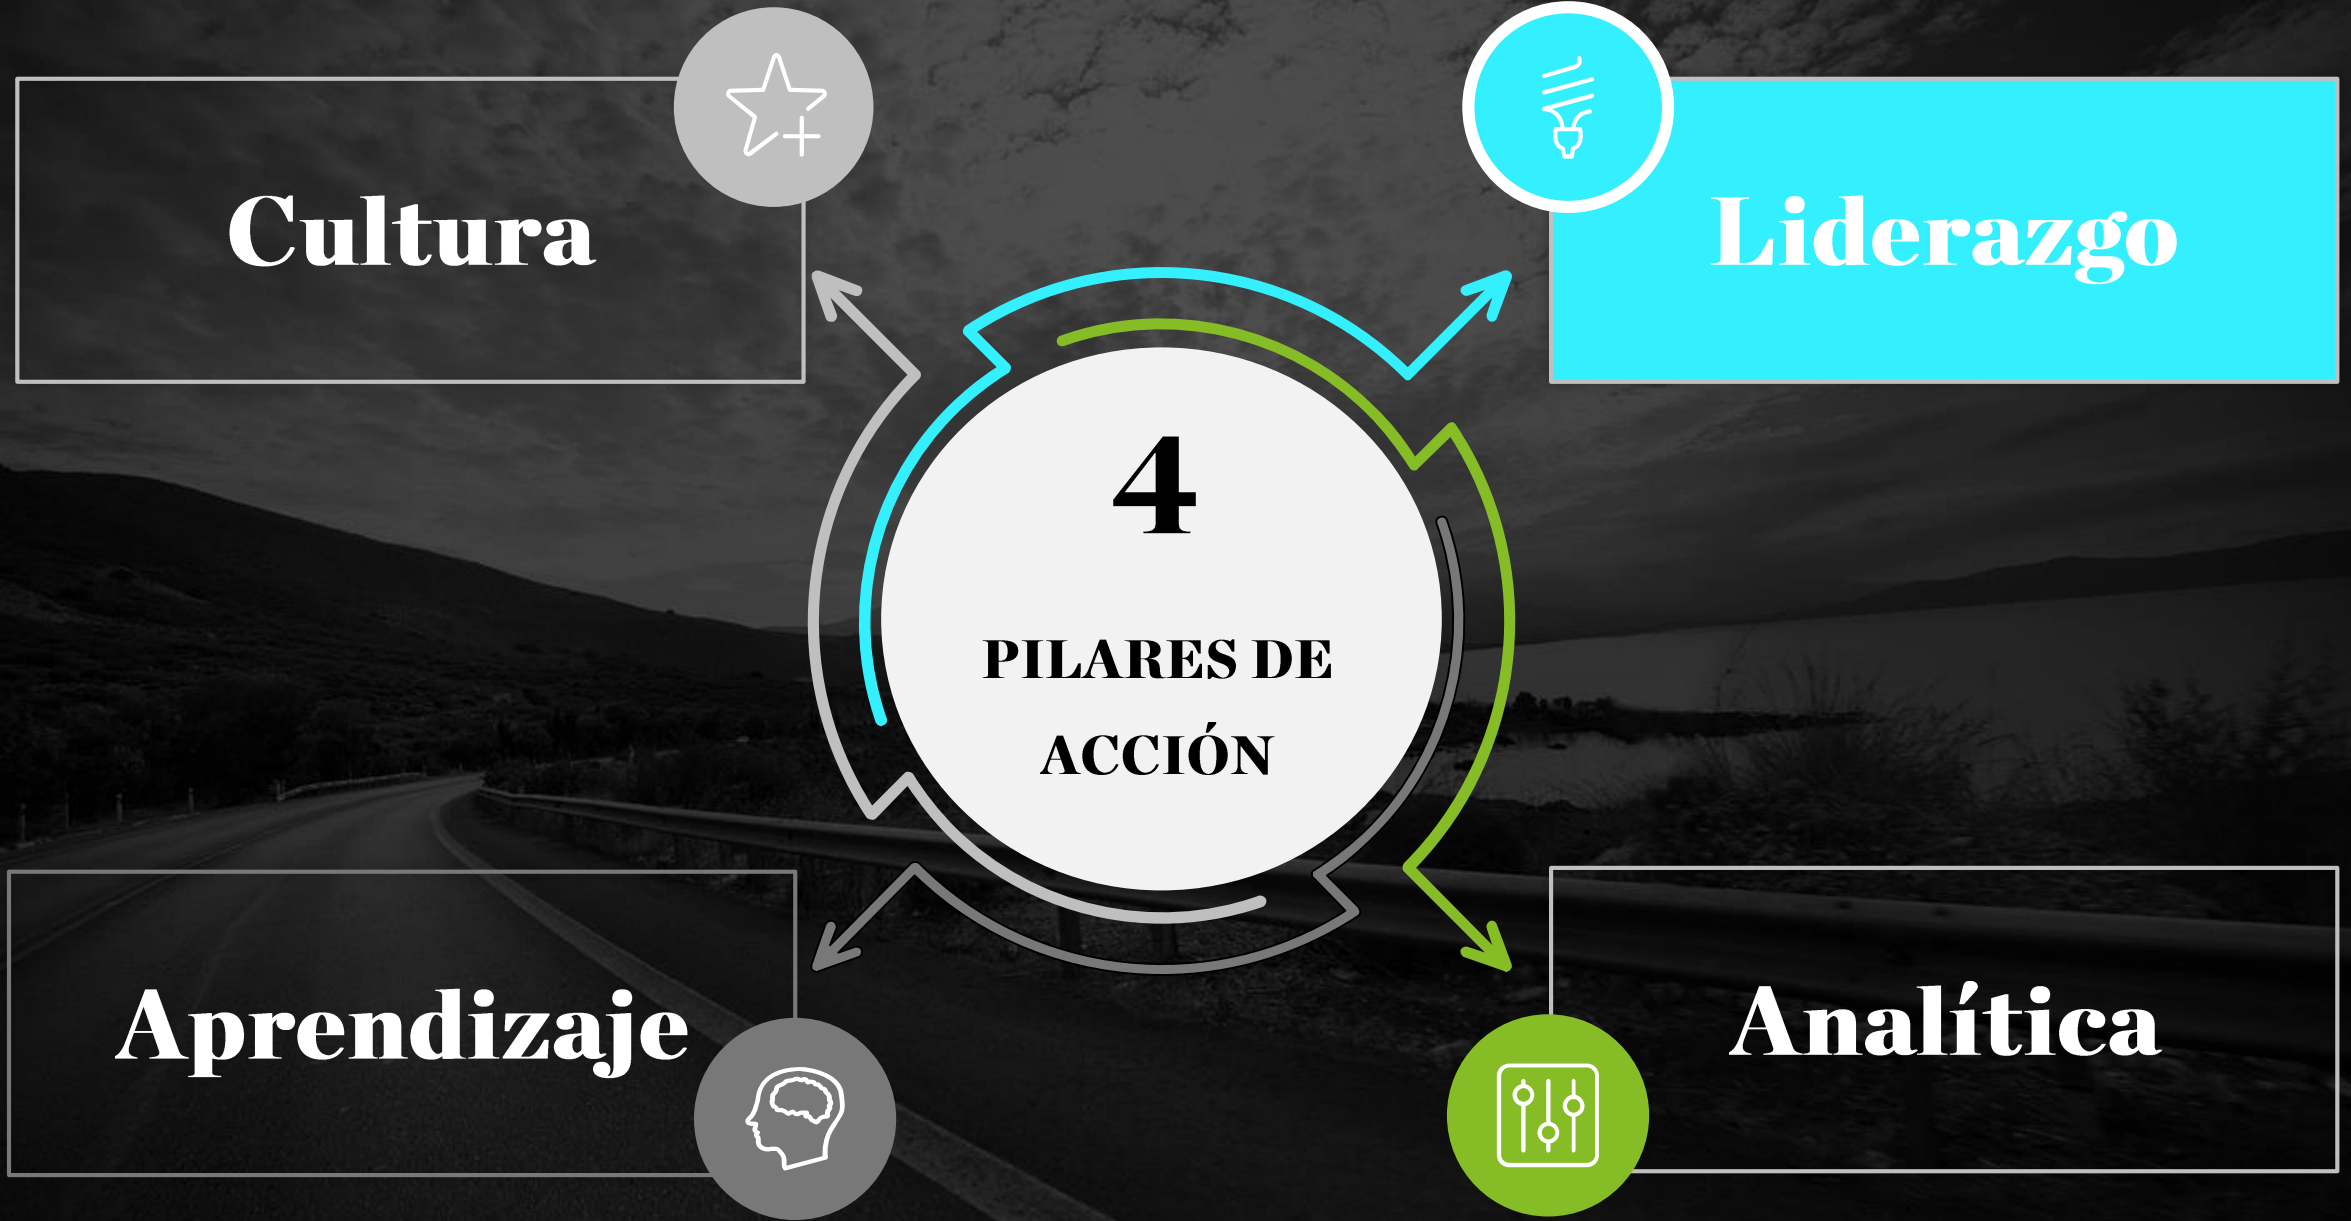 Cultura
Liderazgo
4
PILARES DE
ACCIÓN
Aprendizaje
Analítica